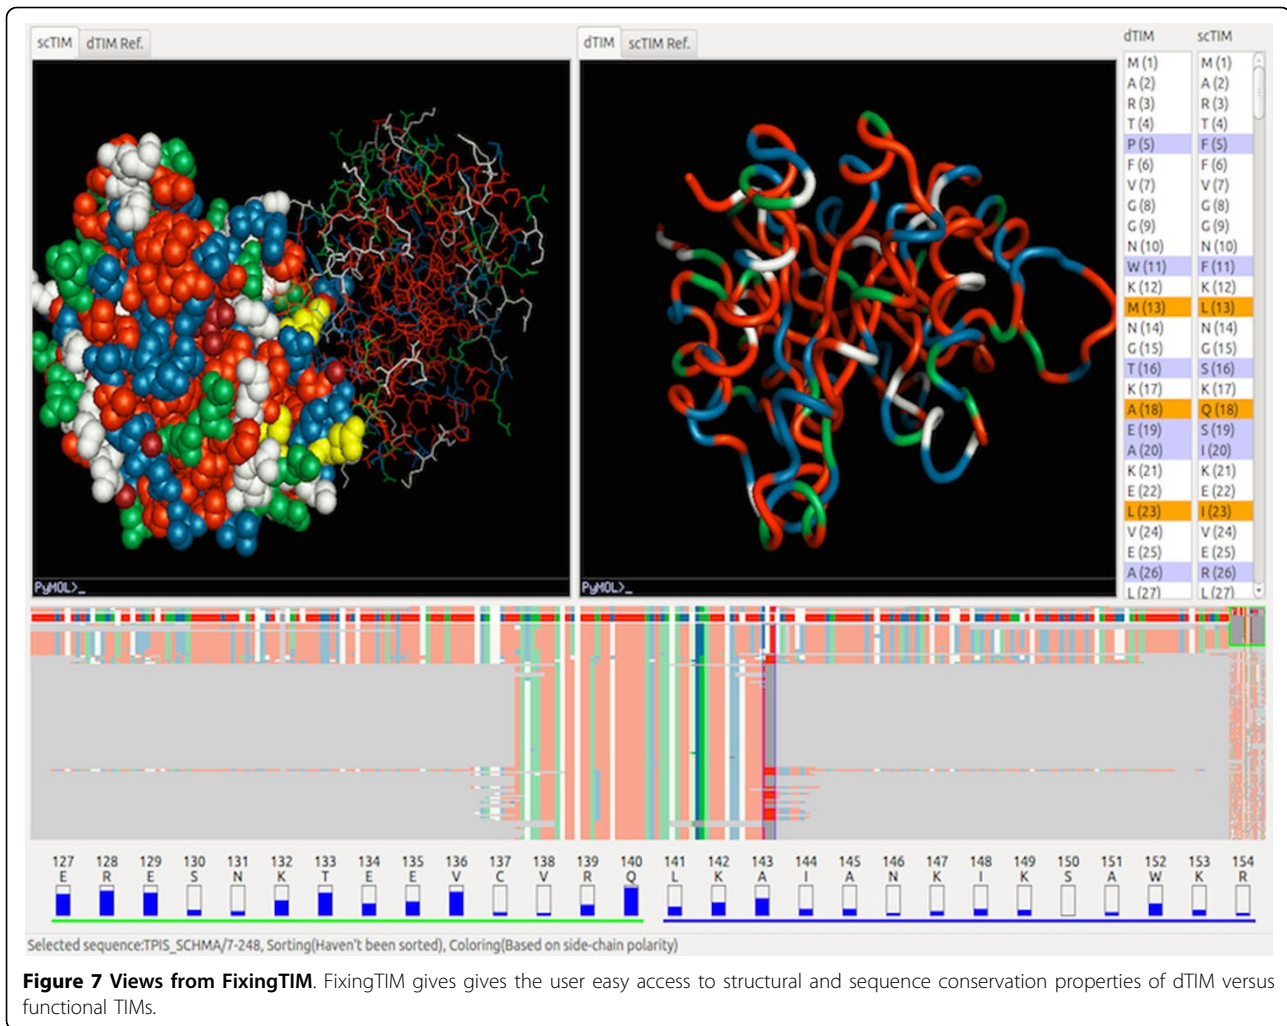 scTIM dTIM Ref.
dTIM scTIM Ref.
dTIM scTIM
M (1) M (1)
A (2) A (2)
R (3) R (3)
T (4) T (4)
P (5) F (5)
F (6) F (6)
V (7) V (7)
G (8) G (8)
G (9) G (9)
N (10) N (10)
W (11) F (11)
K (12) K (12)
M (13) L (13)
N (14) N (14)
G (15) G (15)
T (16) S (16)
K (17) K (17)
A (18) Q (18)
E (19) S (19)
A (20) I (20)
K (21) K (21)
E (22) E (22)
L (23) I (23)
V (24) V (24)
E (25) E (25)
A (26) R (26)
L (27) L (27)
PyMOL>_ PyMOL>_
127 128 129 130 131 132 133 134 135 136 137 138 139 140 141 142 143 144 145 146 147 148 149 150 151 152 153 154
E R E S N K T E E V C V R Q L K A I A N K I K S A W K R
Selected sequence:TPIS_SCHMA/7-248, Sorting(Haven't been sorted), Coloring(Based on side-chain polarity)
Figure 7 Views from FixingTIM. FixingTIM gives gives the user easy access to structural and sequence conservation properties of dTIM versus
functional TIMs.